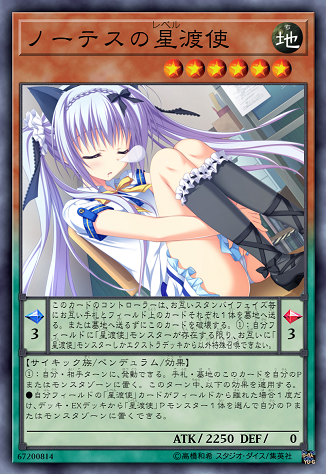 レベル
ノーテスの星渡使
地
3
3
このカードのコントローラーは、お互いスタンバイフェイズ毎
にお互い手札とフィールド上のカードそれぞれ1体を墓地へ送
る。または墓地へ送るずにこのカードを破壊する。①:自分フ
ィールドに「星渡使」モンスターが存在する限り、お互いに「
星渡使」モンスターしかエクストラデッキから以外特殊召喚できない。
【サイキック族/ペンデュラム/効果】
①:自分・相手ターンに、発動できる。手札・墓地のこのカードを自分のP
またはモンスタゾーンに置く。このターン中、以下の効果を適用する。
●自分フィールドの「星渡使」カードがフィールドから離れた場合1度だ
け、デッキ・EXデッキから「星渡使」Pモンスター1体を選んで自分のP
またはモンスターゾーンに置くできる。
ATK/ 2250 DEF/ 0
67200814
©高橋和希 スタジオ・ダイス/集英社